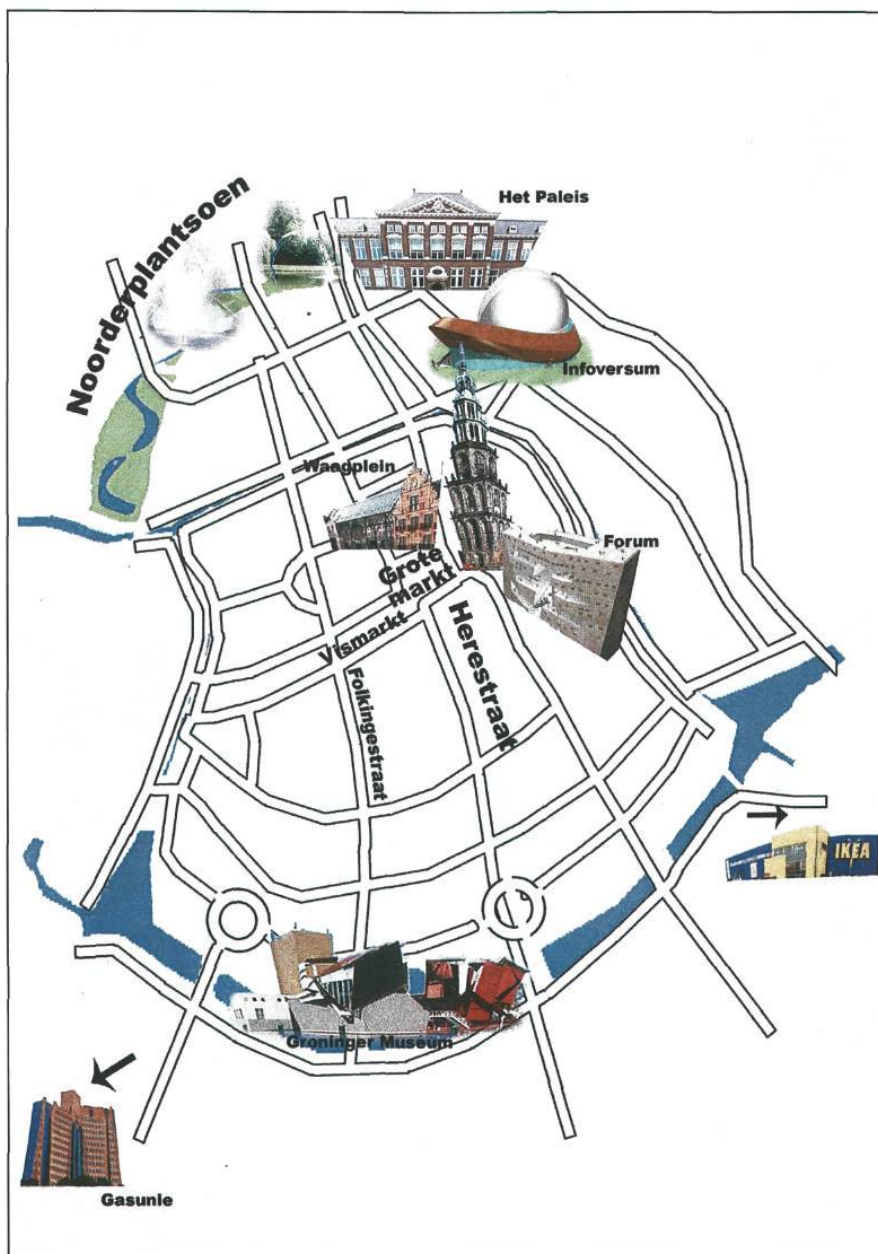 Noorderplantsoen
Het Paleis
Infoversum
Waagplein
Forum
Grote
markt
Vismarkt
Herestraat
Folkingestraat
IKEA
Groninger Museum
Gasunie